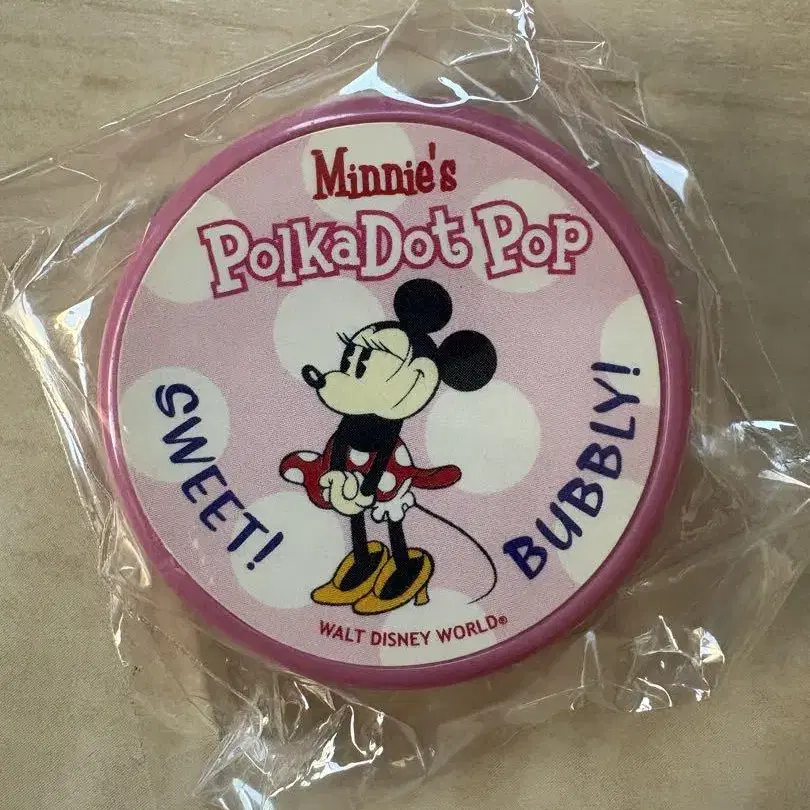 Minnie's
PolkaDot Pop
SWEET!
BUBBLY!
WALT DISNEY WORLD®